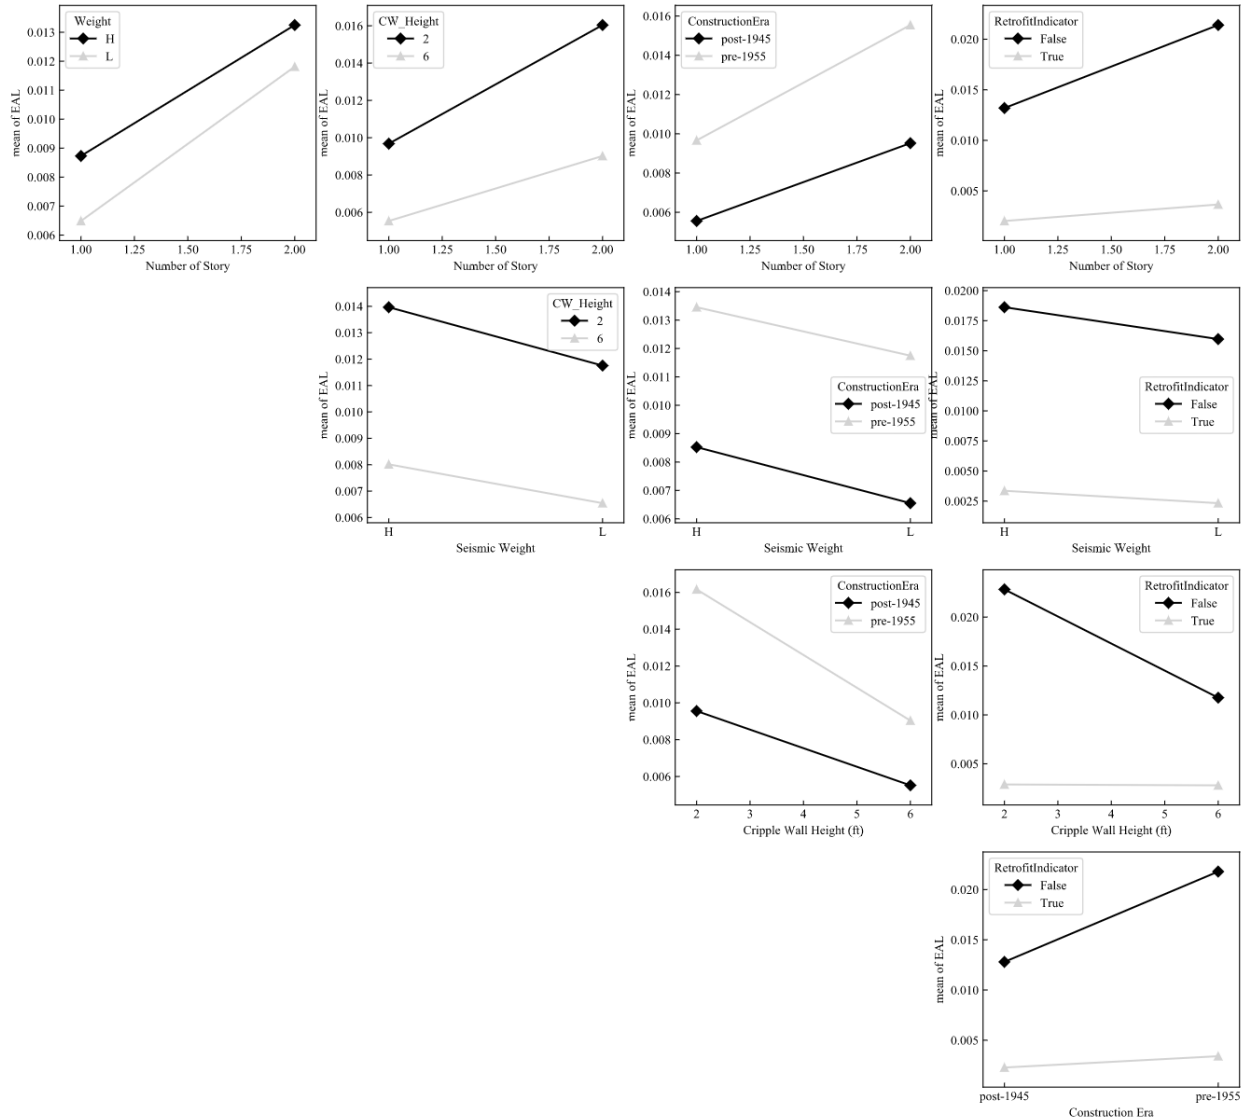 Weight
H
L
0.013
0.012
0.011
0.010
0.009
0.008
0.007
0.006
mean of EAL
1.00 1.25 1.50 1.75 2.00
Number of Story
CW_Height
2
6
0.016
0.014
0.012
0.010
0.008
0.006
mean of EAL
1.00 1.25 1.50 1.75 2.00
Number of Story
ConstructionEra
post-1945
pre-1955
0.016
0.014
0.012
0.010
0.008
0.006
mean of EAL
1.00 1.25 1.50 1.75 2.00
Number of Story
RetrofitIndicator
False
True
0.020
0.015
0.010
0.005
mean of EAL
1.00 1.25 1.50 1.75 2.00
Number of Story
CW_Height
2
6
0.014
0.013
0.012
0.011
0.010
0.009
0.008
0.007
0.006
mean of EAL
H L
Seismic Weight
0.014
0.013
0.012
0.011
0.010
0.009
0.008
0.007
0.006
mean of EAL
ConstructionEra
post-1945
pre-1955
H L
Seismic Weight
0.0200
0.0175
0.0150
0.0125
0.0100
0.0075
0.0050
0.0025
mean of EAL
RetrofitIndicator
False
True
H L
Seismic Weight
ConstructionEra
post-1945
pre-1955
0.016
0.014
0.012
0.010
0.008
0.006
mean of EAL
2 3 4 5 6
Cripple Wall Height (ft)
RetrofitIndicator
False
True
0.020
0.015
0.010
0.005
mean of EAL
2 3 4 5 6
Cripple Wall Height (ft)
RetrofitIndicator
False
True
0.020
0.015
0.010
0.005
mean of EAL
post-1945 pre-1955
Construction Era